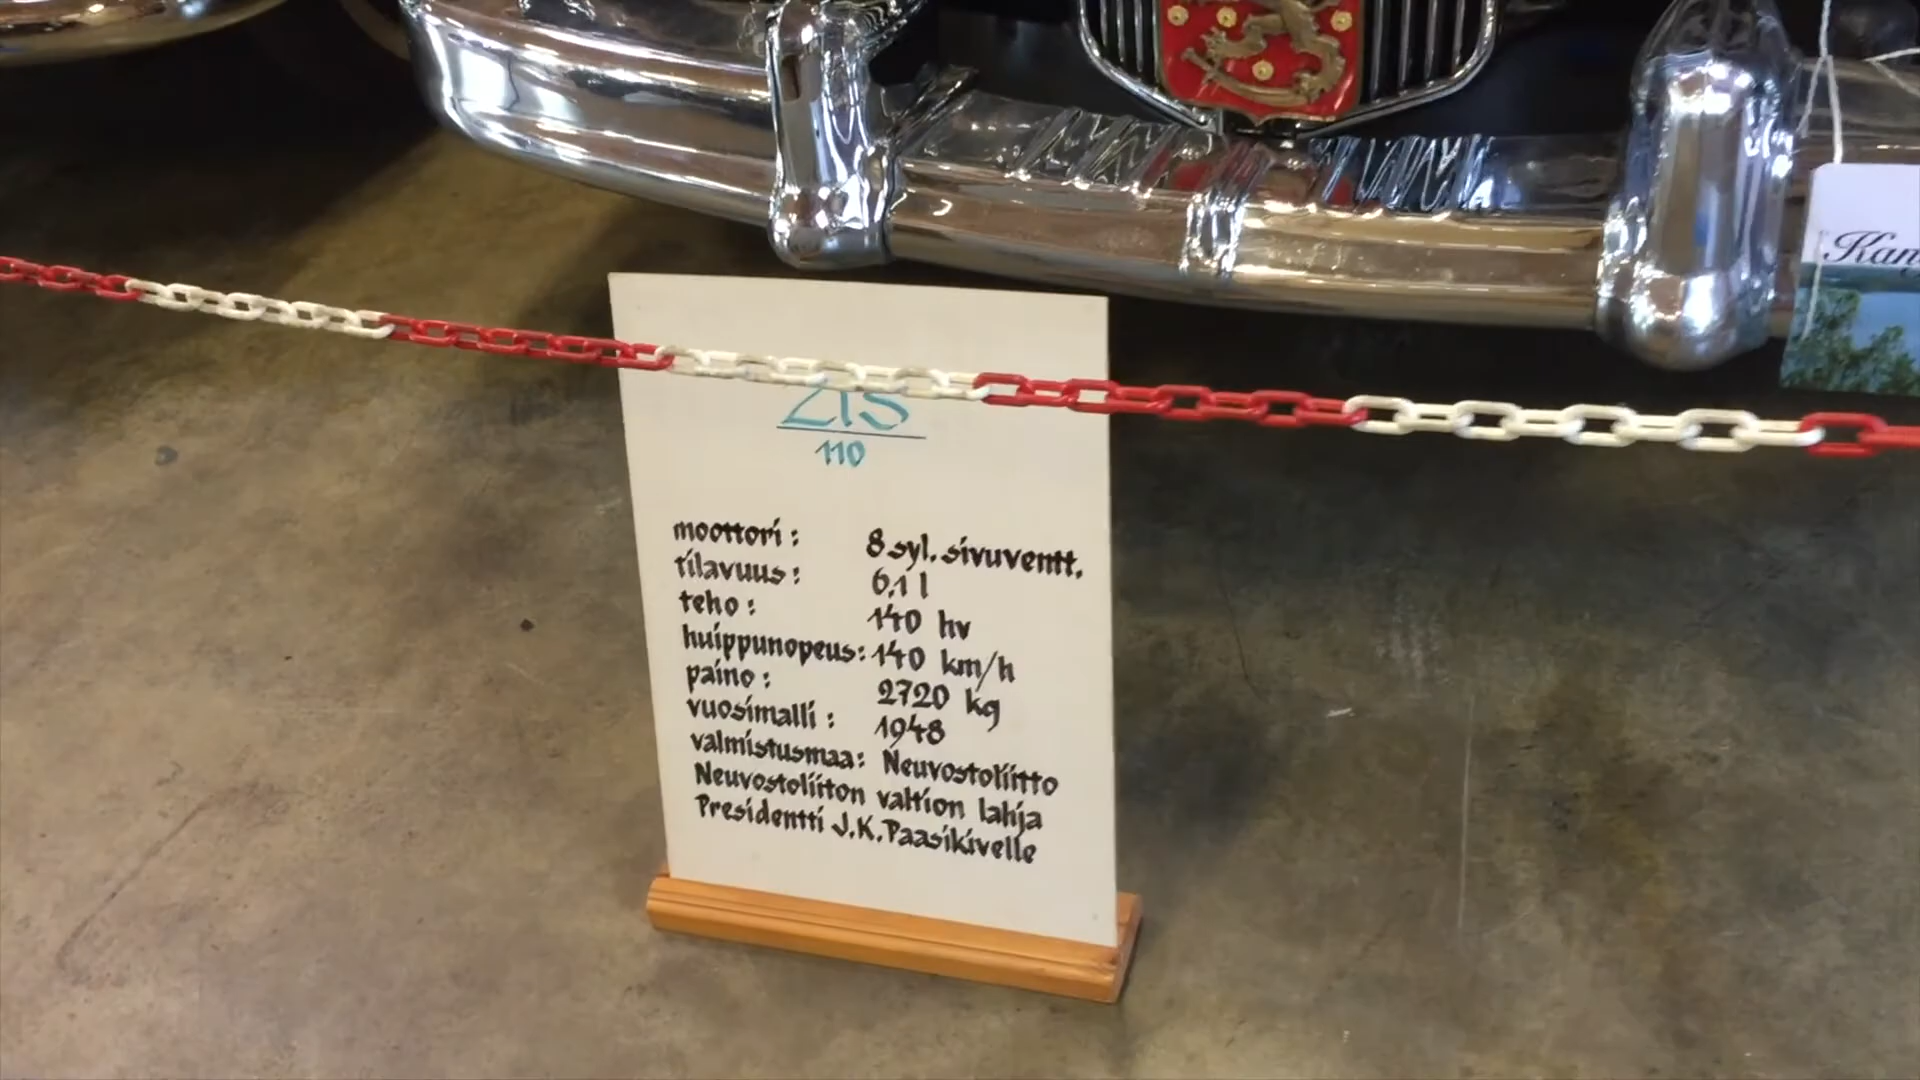 ZIS
110
moottori: 8 syl. sivuventt.
tilavuus: 6,1 l
teho: 140 hv
huippunopeus: 140 km/h
paino: 2720 kg
vuosimalli: 1948
valmistusmaa: Neuvostoliitto
Neuvostoliiton valtion lahja
Presidentti J.K. Paasikivelle